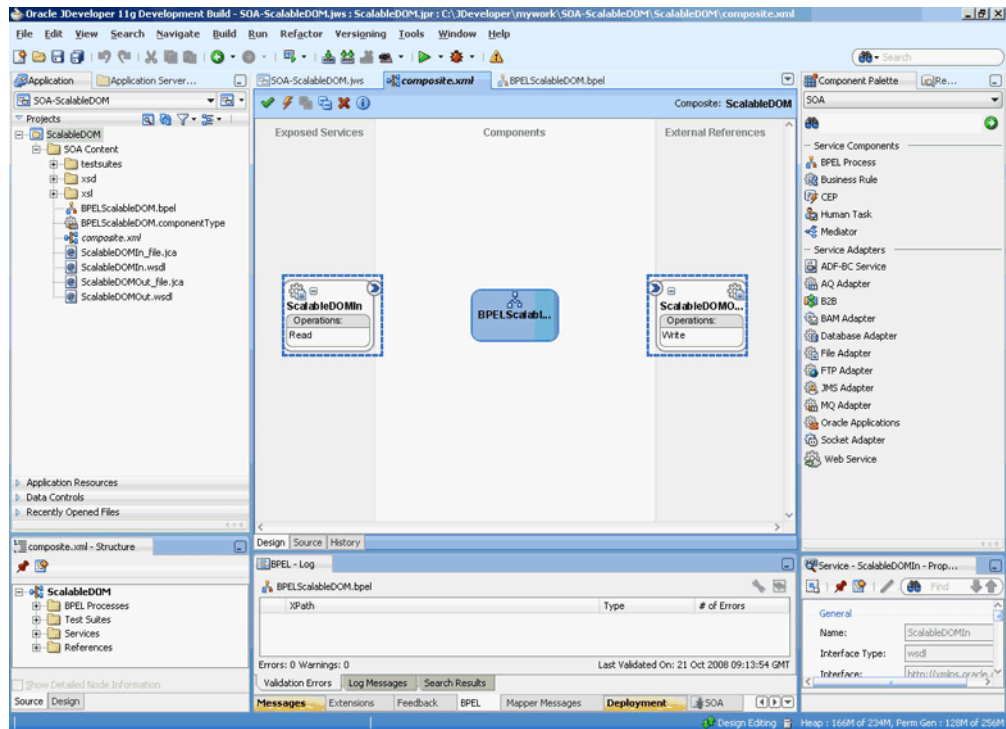 Oracle JDeveloper 11g Development Build - SOA-ScalableDOM.jws : ScalableDOM.jpr : C:\JDeveloper\mywork\SOA-ScalableDOM\ScalableDOM\composite.xml
File Edit View Search Navigate Build Run Refactor Versioning Tools Window Help
Search
Application Application Server...
SOA-ScalableDOM
Projects
ScalableDOM
SOA Content
testsuites
xsd
xsl
BPELScalableDOM.bpel
BPELScalableDOM.componentType
composite.xml
ScalableDOMIn_file.jca
ScalableDOMIn.wsdl
ScalableDOMOut_file.jca
ScalableDOMOut.wsdl
Application Resources
Data Controls
Recently Opened Files
composite.xml - Structure
ScalableDOM
BPEL Processes
Test Suites
Services
References
Show Detailed Node Information
Source Design
SOA-ScalableDOM.jws composite.xml BPELScalableDOM.bpel
Composite: ScalableDOM
Exposed Services Components External References
ScalableDOMIn
Operations:
Read
BPELScalabl...
ScalableDOMO...
Operations:
Write
Design Source History
BPEL - Log
BPELScalableDOM.bpel
XPath Type # of Errors
Errors: 0 Warnings: 0 Last Validated On: 21 Oct 2008 09:13:54 GMT
Validation Errors Log Messages Search Results
Messages Extensions Feedback BPEL Mapper Messages Deployment SOA
Component Palette Re...
SOA
Service Components
BPEL Process
Business Rule
CEP
Human Task
Mediator
Service Adapters
ADF-BC Service
AQ Adapter
B2B
BAM Adapter
Database Adapter
File Adapter
FTP Adapter
JMS Adapter
MQ Adapter
Oracle Applications
Socket Adapter
Web Service
Service - ScalableDOMIn - Prop...
Find
General
Name: ScalableDOMIn
Interface Type: wsdl
Interface: http://xmlns.oracle.
Design Editing Heap : 166M of 234M, Perm Gen : 128M of 256M